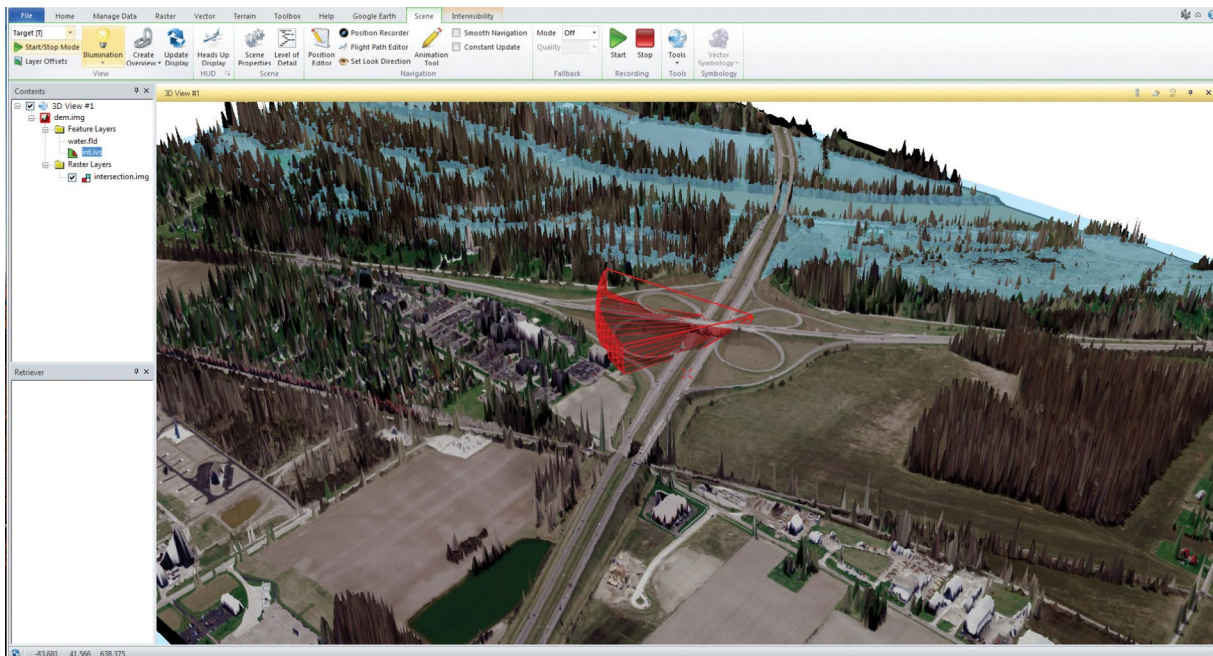 File Home Manage Data Raster Vector Terrain Toolbox Help Google Earth Scene Intervisibility
Target [T]
Start/Stop Mode
Layer Offsets
Illumination
Create Overview
Update Display
View
Heads Up Display
HUD
Scene Properties
Level of Detail
Scene
Position Editor
Position Recorder
Flight Path Editor
Set Look Direction
Animation Tool
Smooth Navigation
Constant Update
Navigation
Mode Off
Quality
Fallback
Start
Stop
Recording
Tools
Tools
Vector Symbology
Symbology
Contents
3D View #1
3D View #1
dem.img
Feature Layers
water.fld
int.ivs
Raster Layers
intersection.img
Retriever
-83.681 41.566 638.375